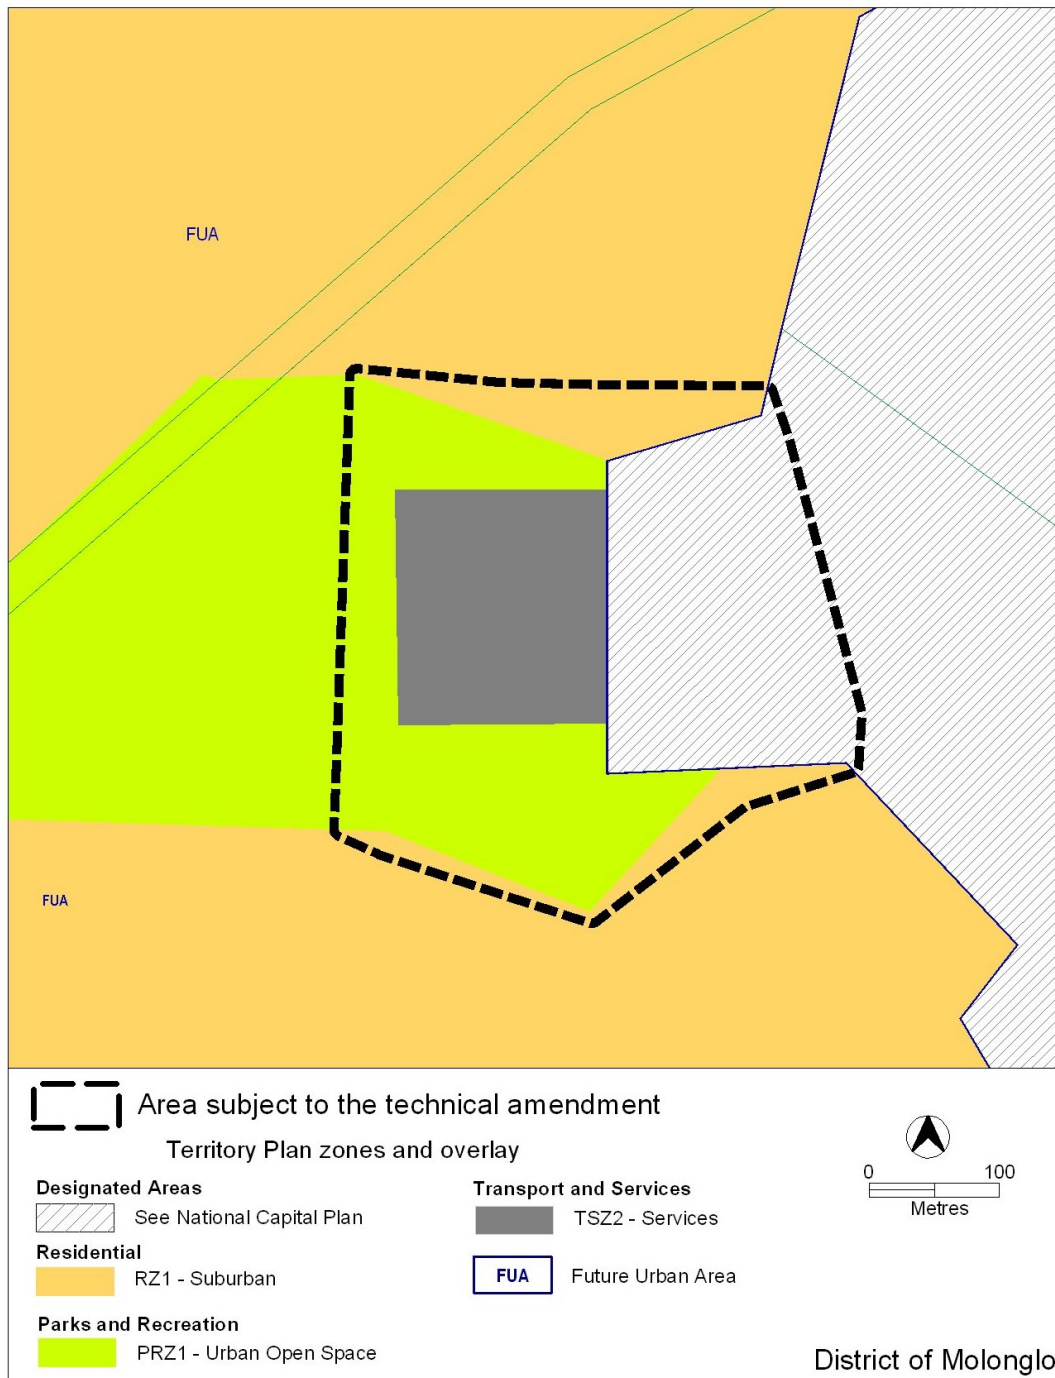 FUA
FUA
Area subject to the technical amendment
Territory Plan zones and overlay
Designated Areas
See National Capital Plan
Residential
RZ1 - Suburban
Parks and Recreation
PRZ1 - Urban Open Space
Transport and Services
TSZ2 - Services
FUA Future Urban Area
0 100
Metres
District of Molonglo